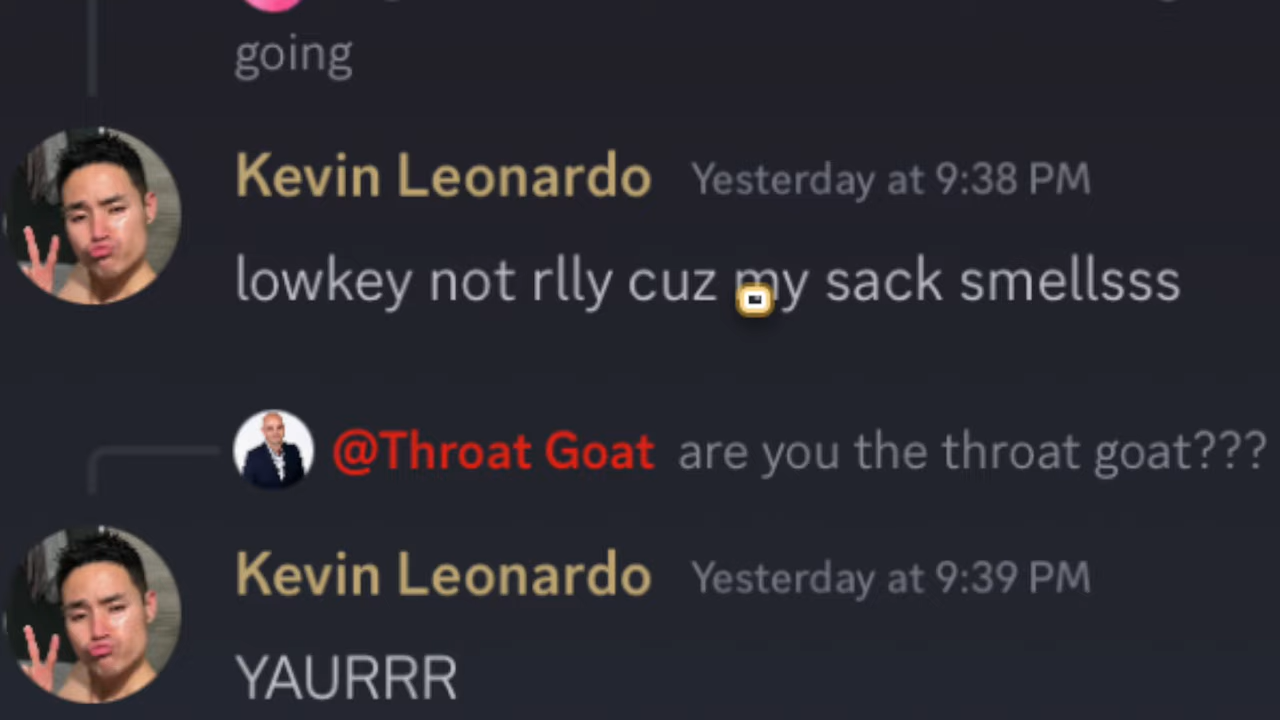 going
Kevin Leonardo Yesterday at 9:38 PM
lowkey not rlly cuz my sack smellsss
@Throat Goat are you the throat goat???
Kevin Leonardo Yesterday at 9:39 PM
YAURRR